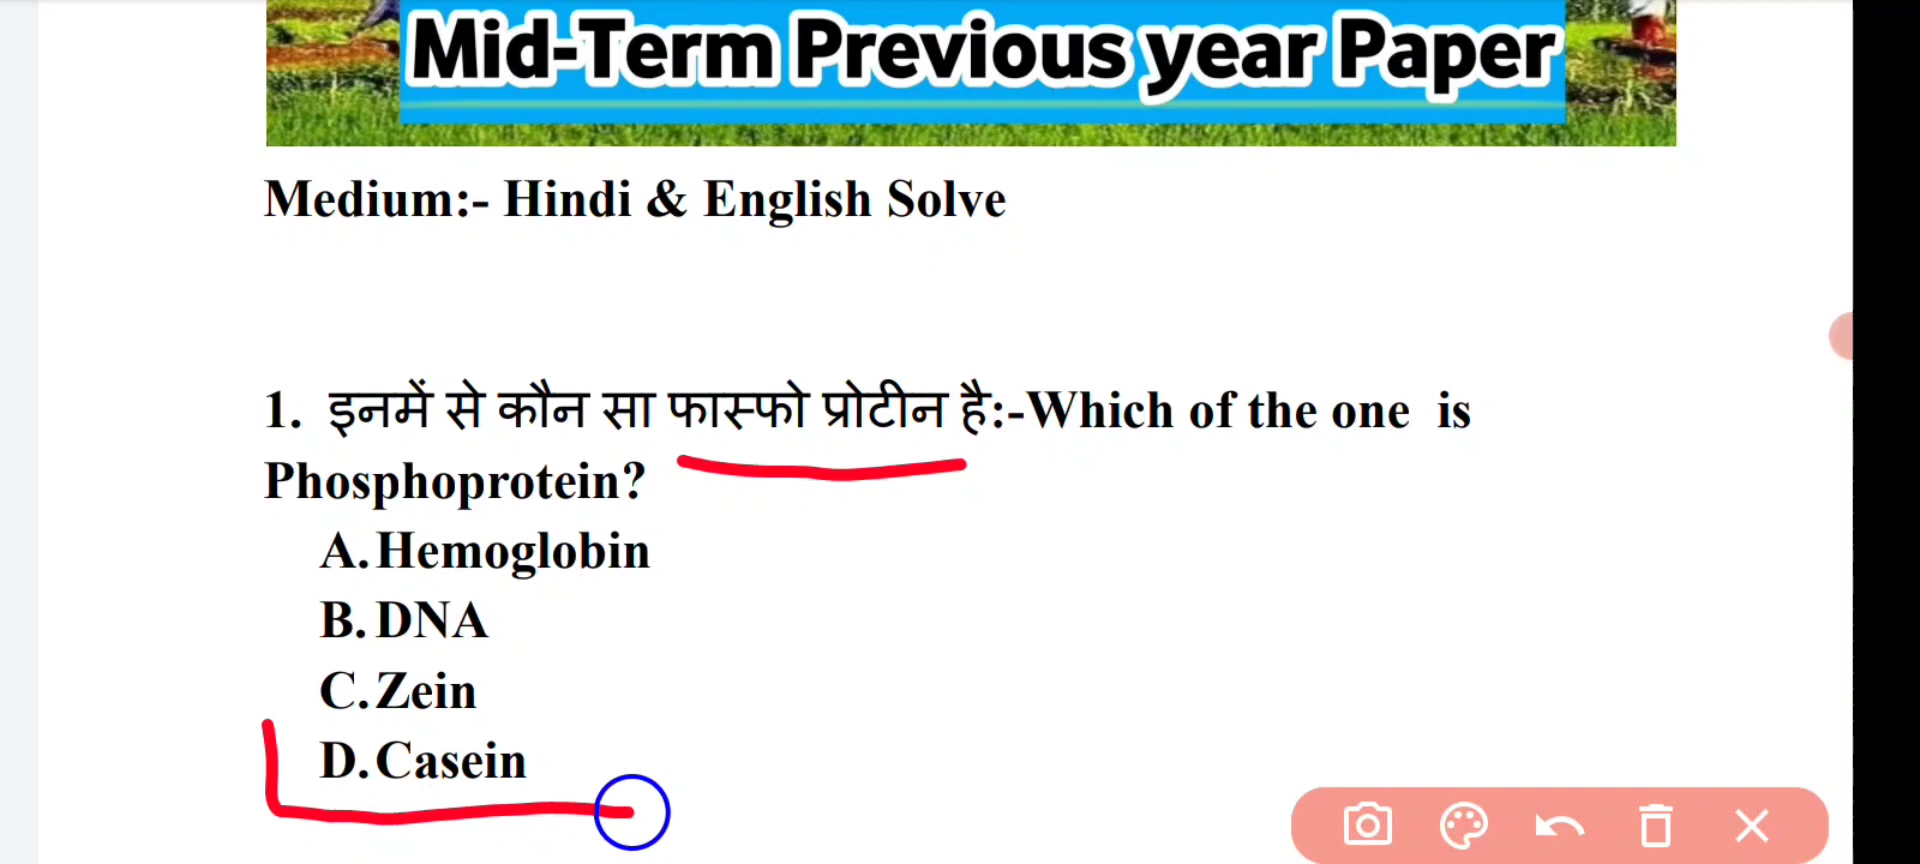 Mid-Term Previous year Paper
Medium:- Hindi & English Solve
1. इनमें से कौन सा फास्फो प्रोटीन है:-Which of the one is
Phosphoprotein?
A. Hemoglobin
B. DNA
C. Zein
D. Casein